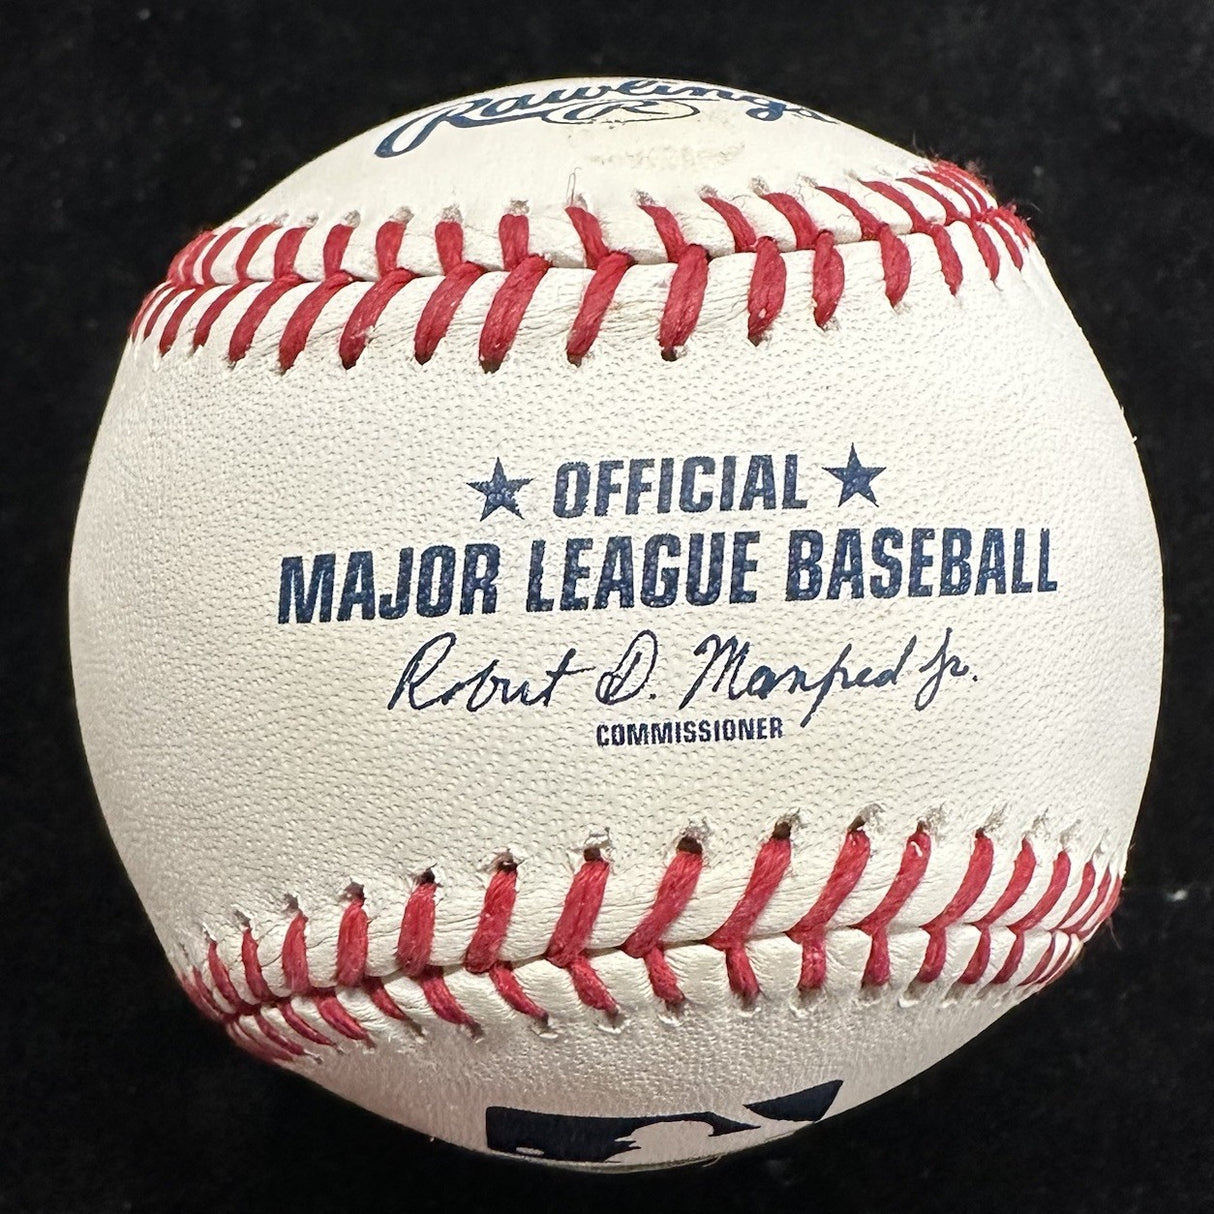 Rawlings
R
OFFICIAL
MAJOR LEAGUE BASEBALL
Robert D. Manfred Jr.
COMMISSIONER